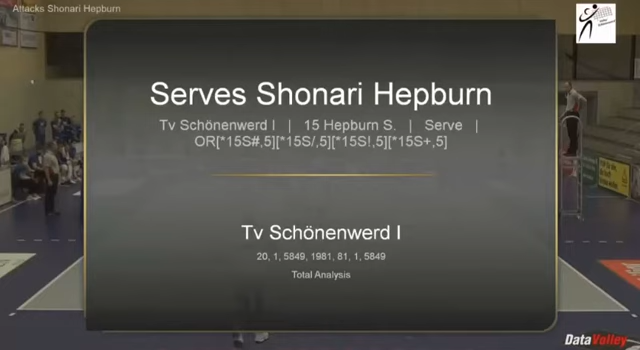 Attacks Shonari Hepburn
Serves Shonari Hepburn
Tv Schönenwerd I | 15 Hepburn S. | Serve |
OR[*15S#,5][*15S/,5][*15S!,5][*15S+,5]
Tv Schönenwerd I
20, 1, 5849, 1981, 81, 1, 5849
Total Analysis
DataVolley